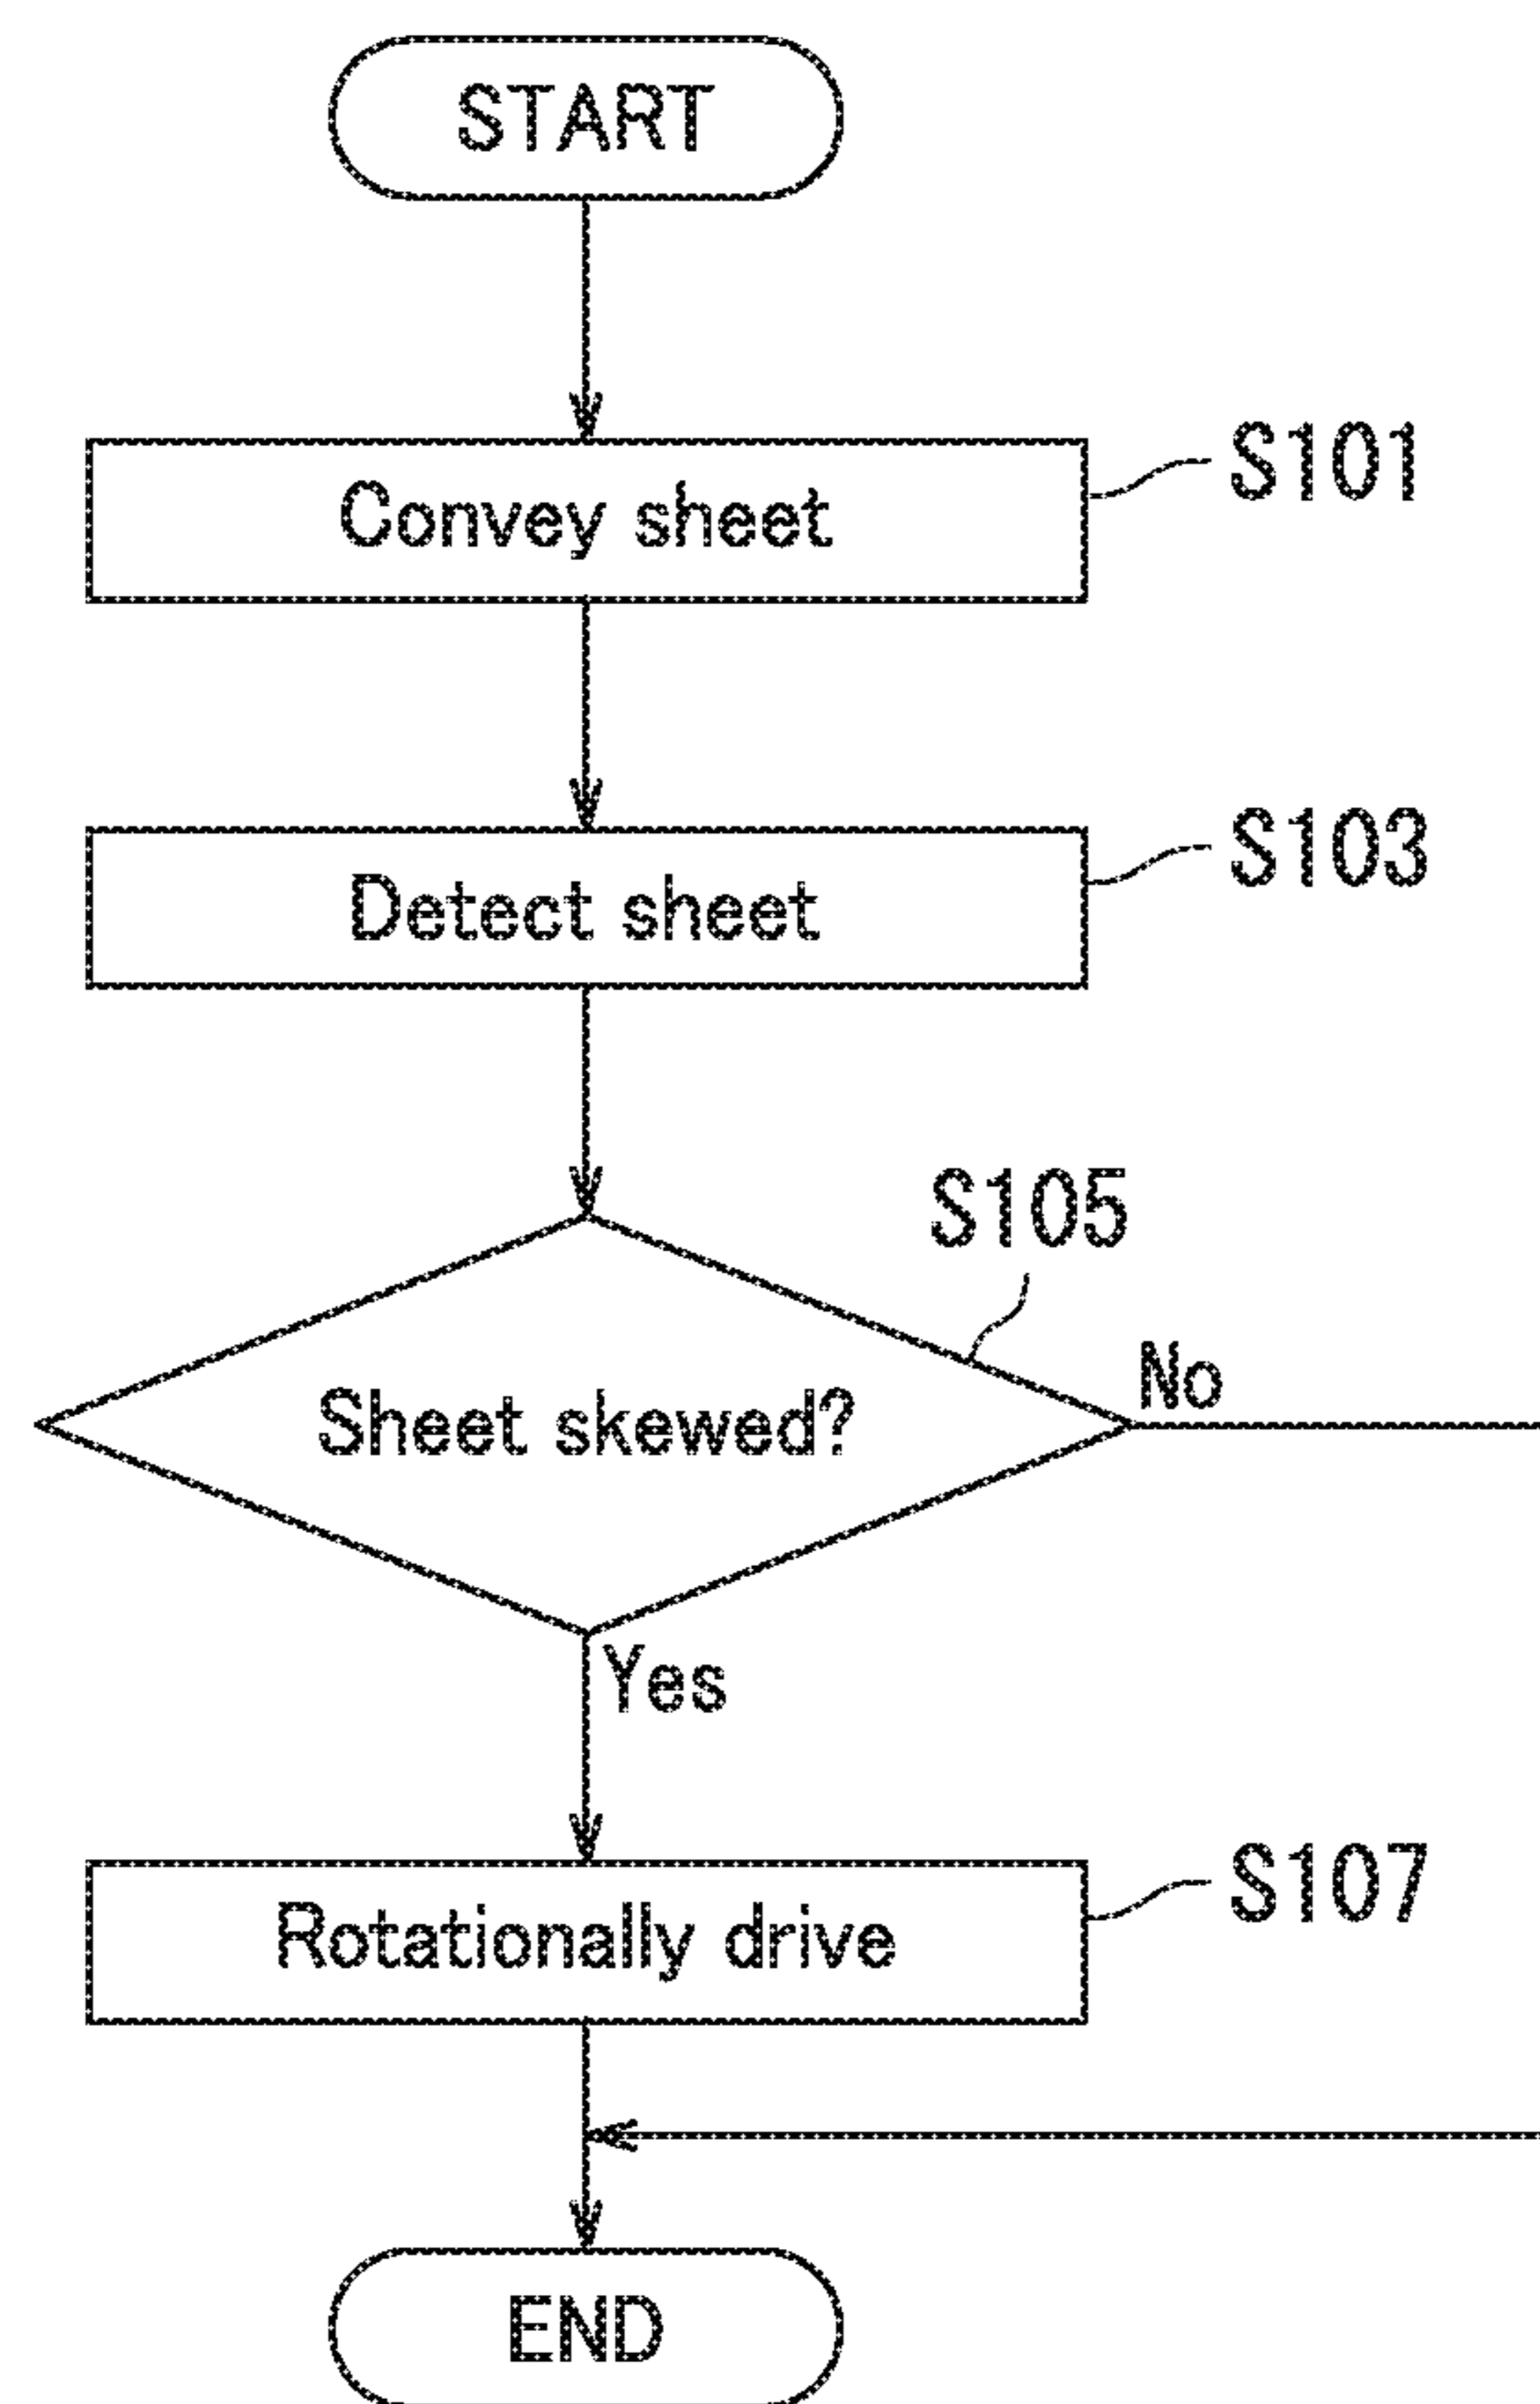 START
Convey sheet
S101
Detect sheet
S103
S105
Sheet skewed?
No
Yes
Rotationally drive
S107
END